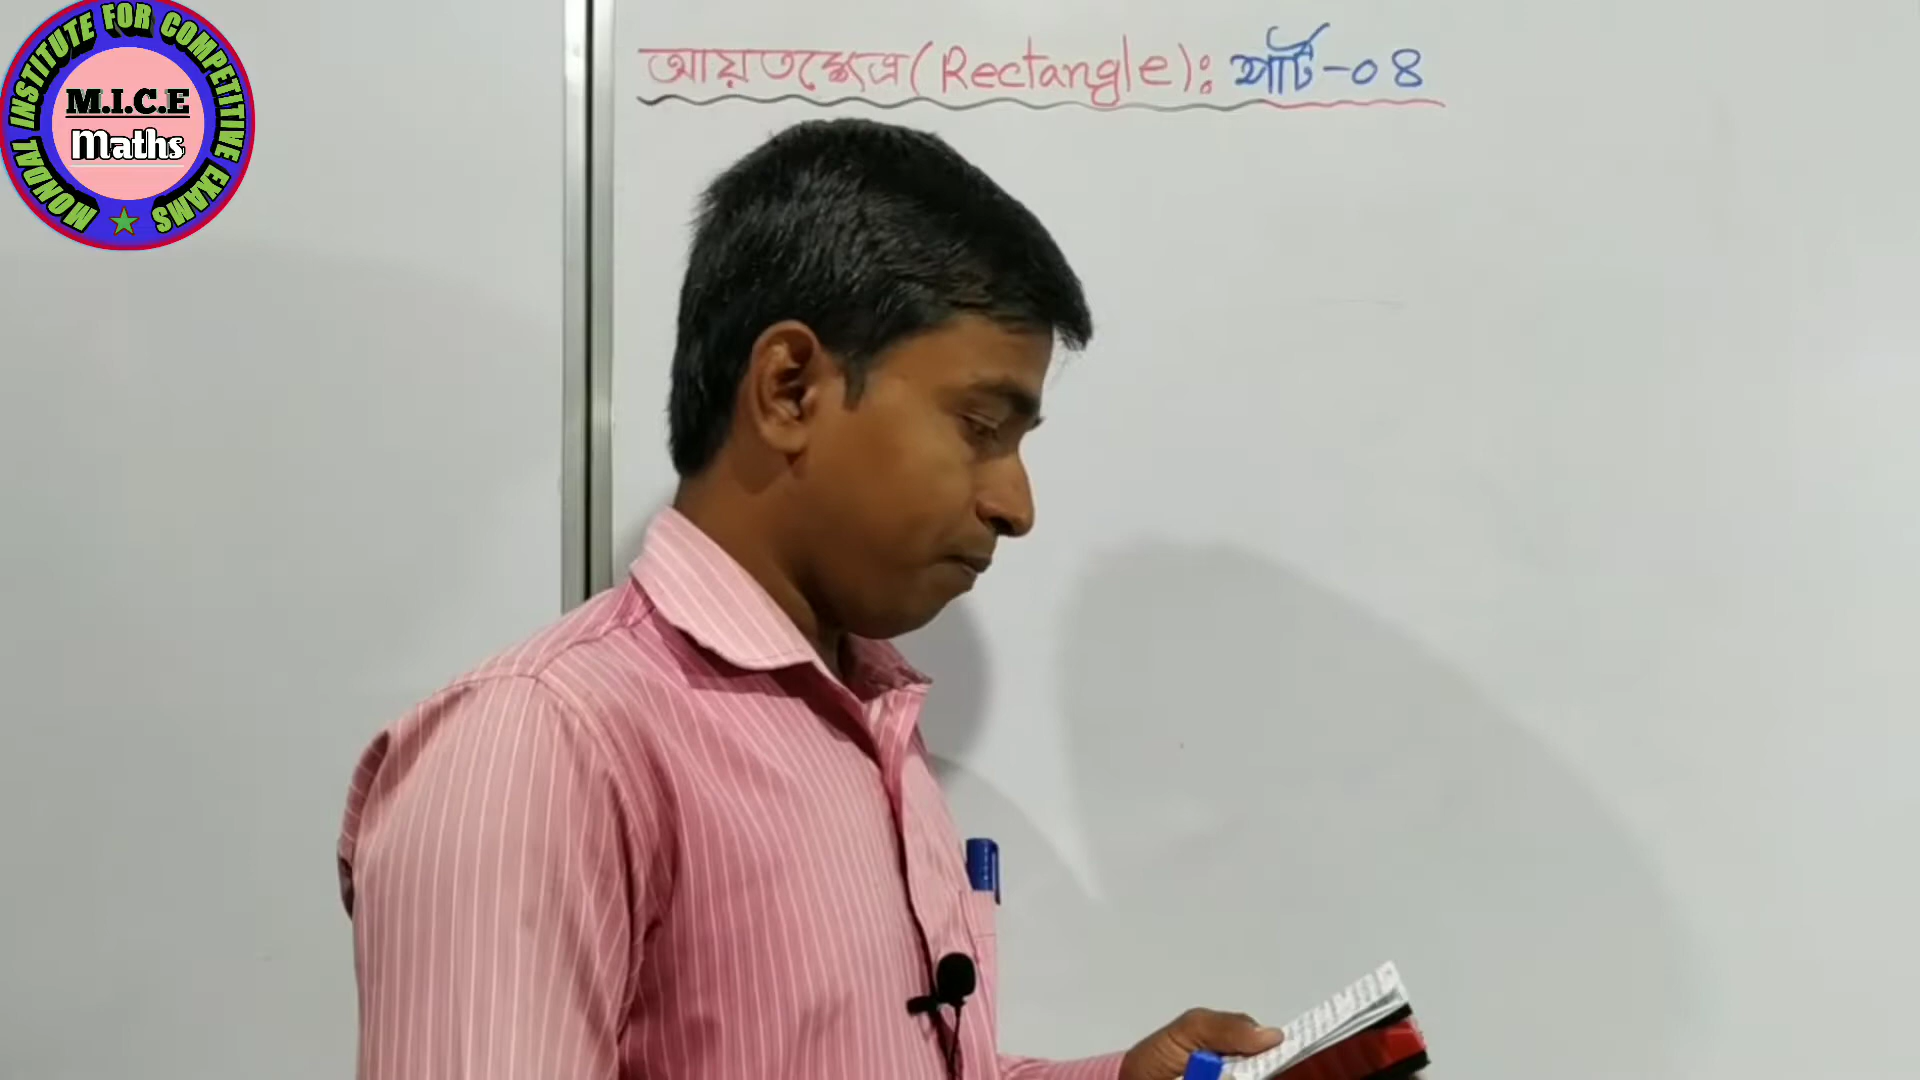 MONDAL INSTITUTE FOR COMPETITIVE EXAMS
M.I.C.E
Maths
আয়তক্ষেত্র (Rectangle): পার্ট-০৪